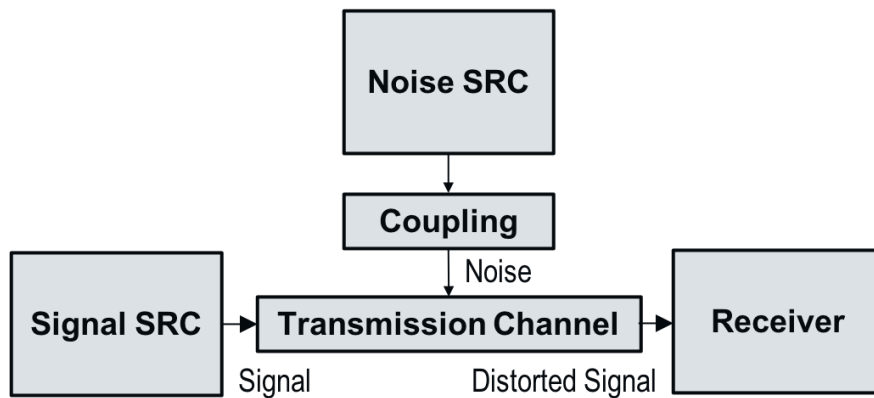 Noise SRC
Coupling
Noise
Signal SRC
Transmission Channel
Receiver
Signal
Distorted Signal